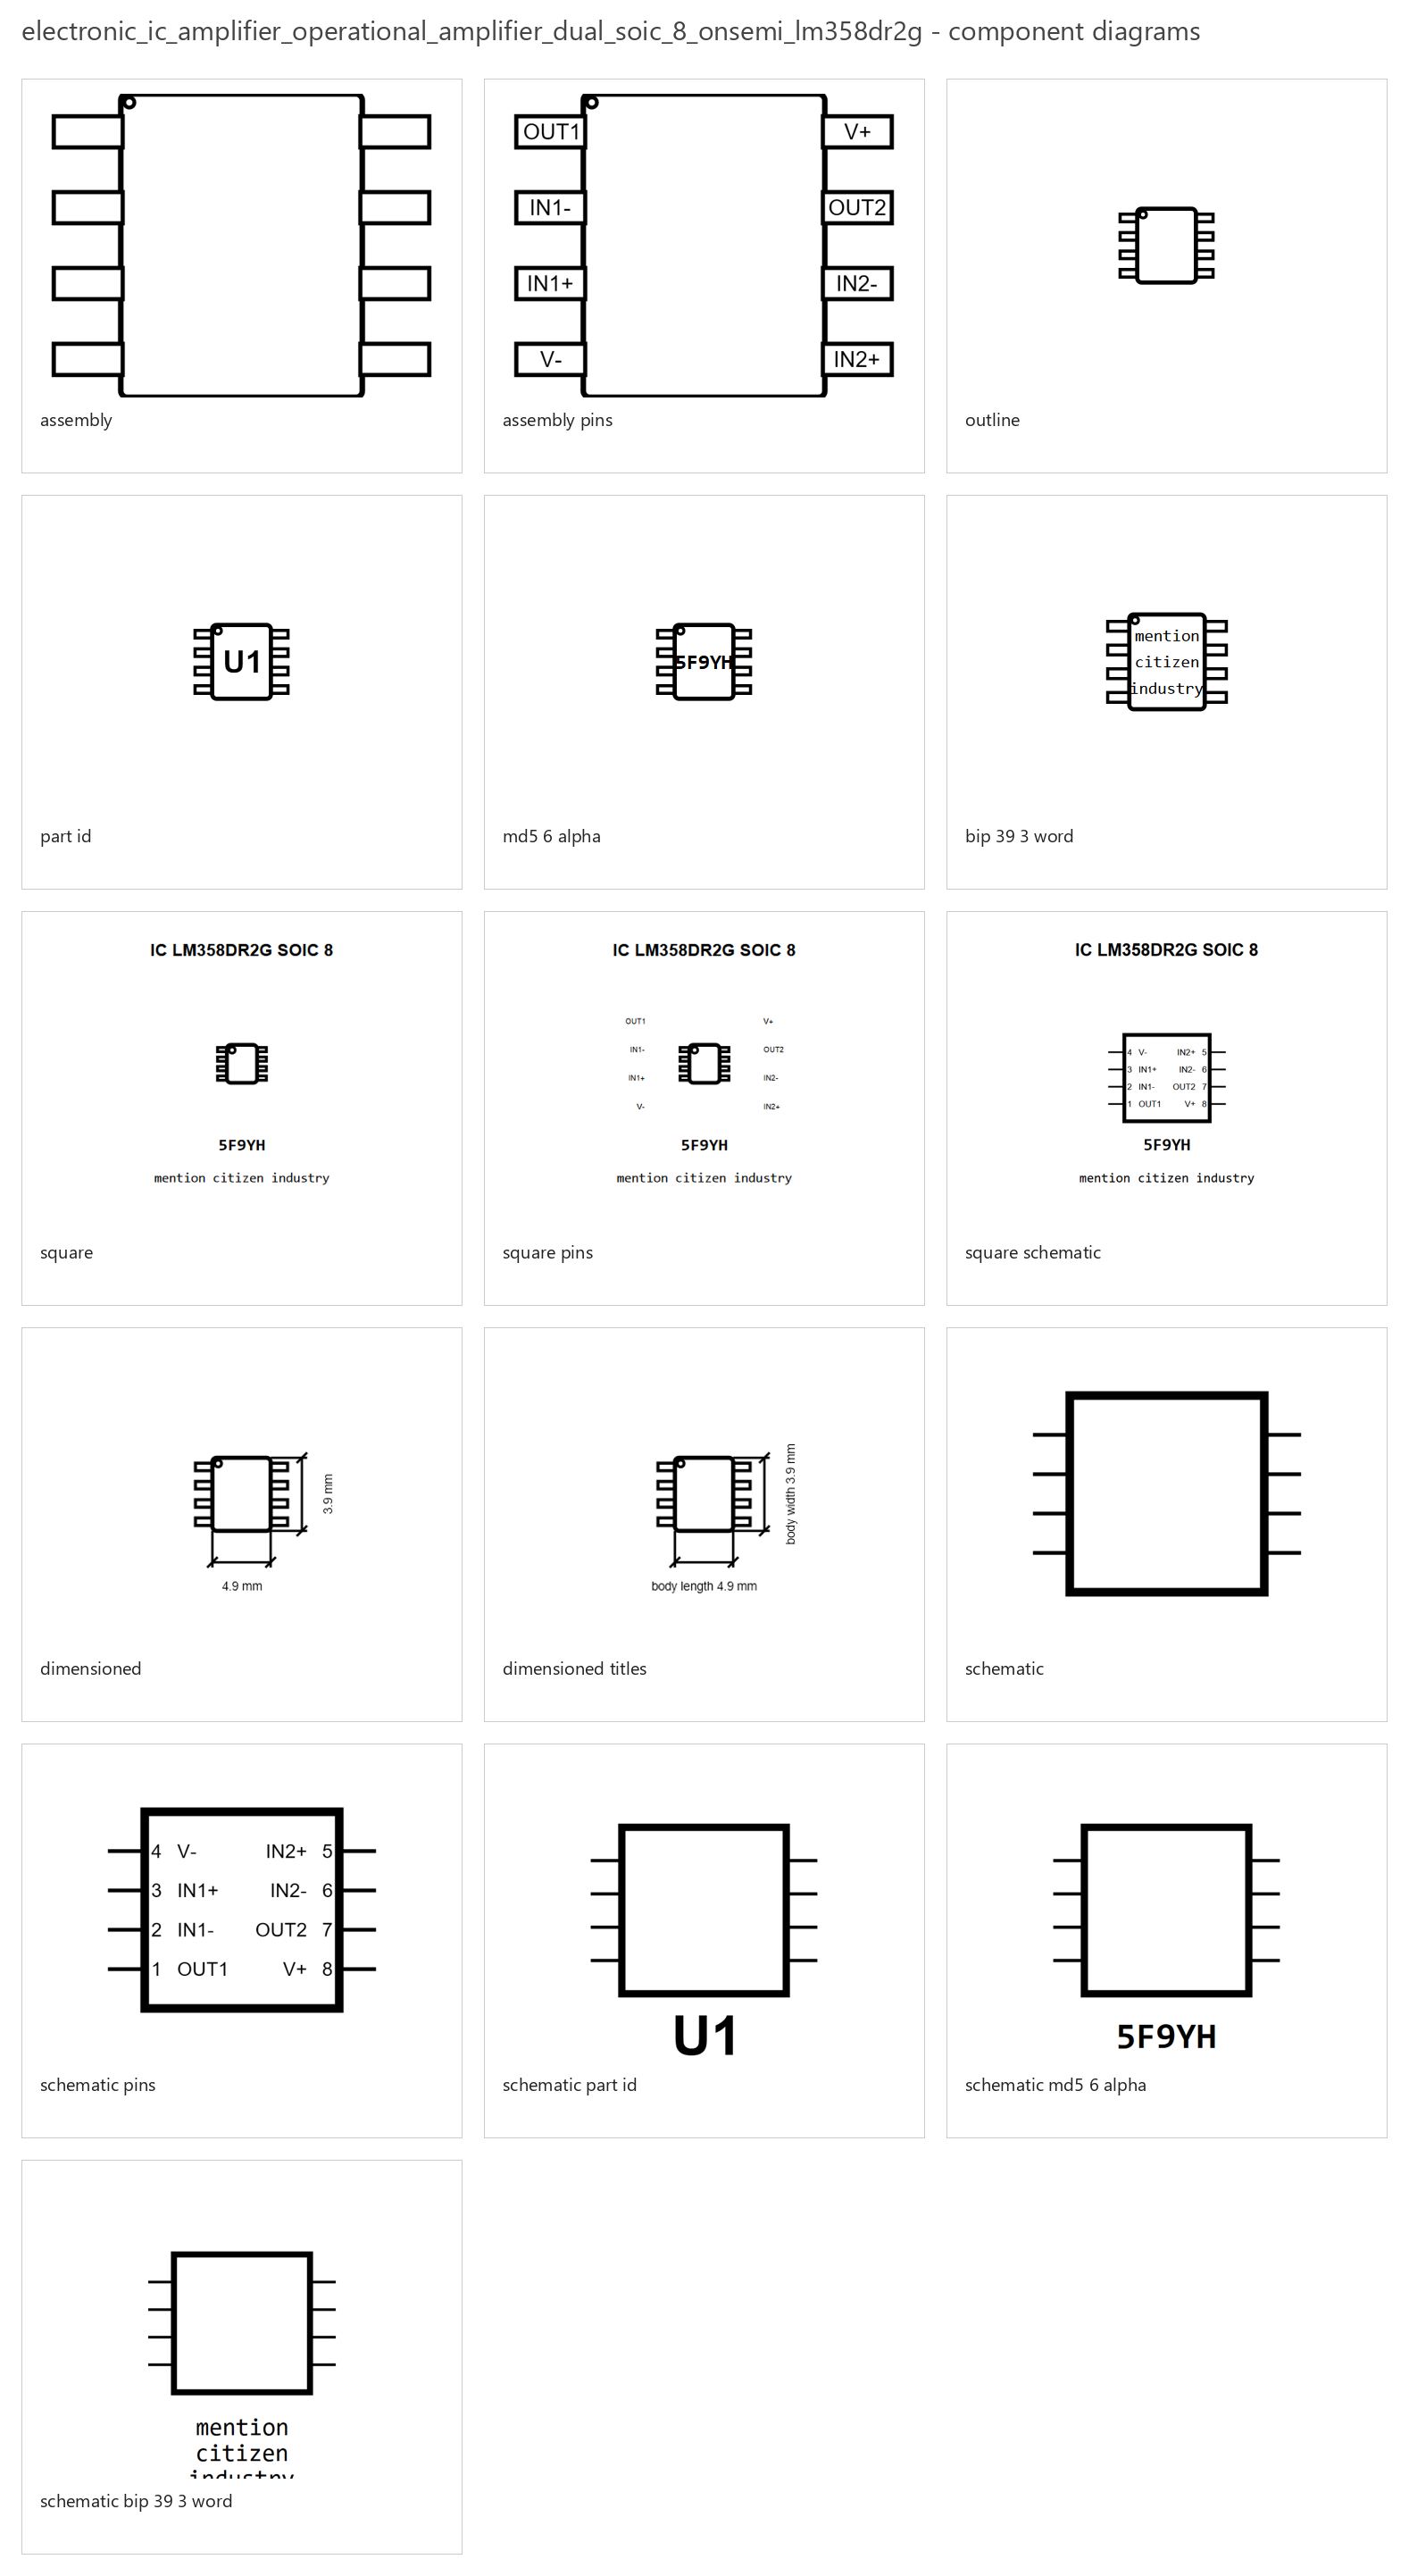 electronic_ic_amplifier_operational_amplifier_dual_soic_8_onsemi_lm358dr2g - component diagrams
assembly
OUT1 V+
IN1- OUT2
IN1+ IN2-
V- IN2+
assembly pins
outline
U1
part id
5F9YH
md5 6 alpha
mention
citizen
industry
bip 39 3 word
IC LM358DR2G SOIC 8
5F9YH
mention citizen industry
square
IC LM358DR2G SOIC 8
OUT1 V+
IN1- OUT2
IN1+ IN2-
V- IN2+
5F9YH
mention citizen industry
square pins
IC LM358DR2G SOIC 8
4 V- IN2+ 5
3 IN1+ IN2- 6
2 IN1- OUT2 7
1 OUT1 V+ 8
5F9YH
mention citizen industry
square schematic
3.9 mm
4.9 mm
dimensioned
body width 3.9 mm
body length 4.9 mm
dimensioned titles
schematic
4 V- IN2+ 5
3 IN1+ IN2- 6
2 IN1- OUT2 7
1 OUT1 V+ 8
schematic pins
U1
schematic part id
5F9YH
schematic md5 6 alpha
mention
citizen
industry
schematic bip 39 3 word